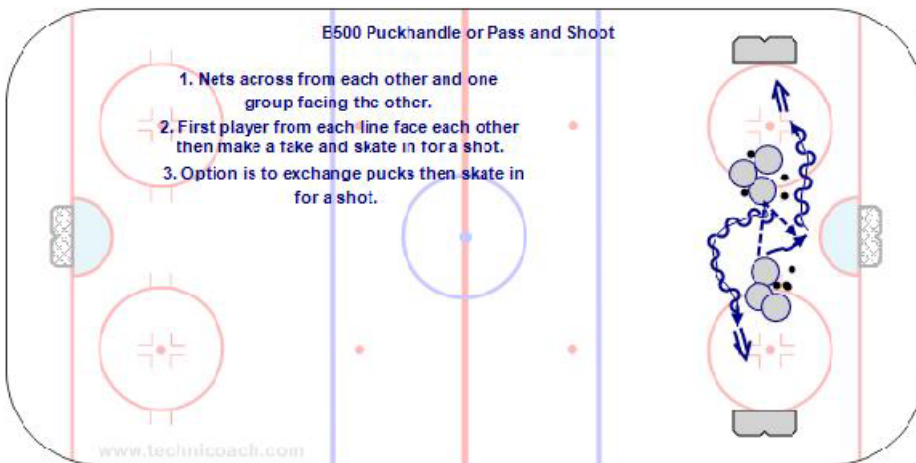 E500 Puckhandle or Pass and Shoot
1. Nets across from each other and one
group facing the other.
2. First player from each line face each other
then make a fake and skate in for a shot.
3. Option is to exchange pucks then skate in
for a shot.
www.technicoach.com